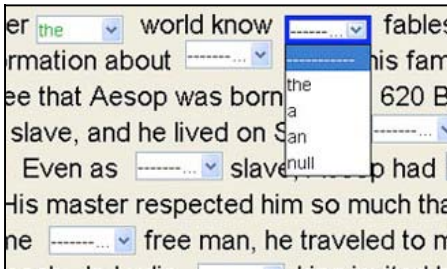 er the world know -------... fables
rmation about -------... his fam
ee that Aesop was born 620 B
slave, and he lived on S -------...
Even as -------... slave, had
His master respected him so much tha
ne -------... free man, he traveled to m
-----------
the
a
an
null